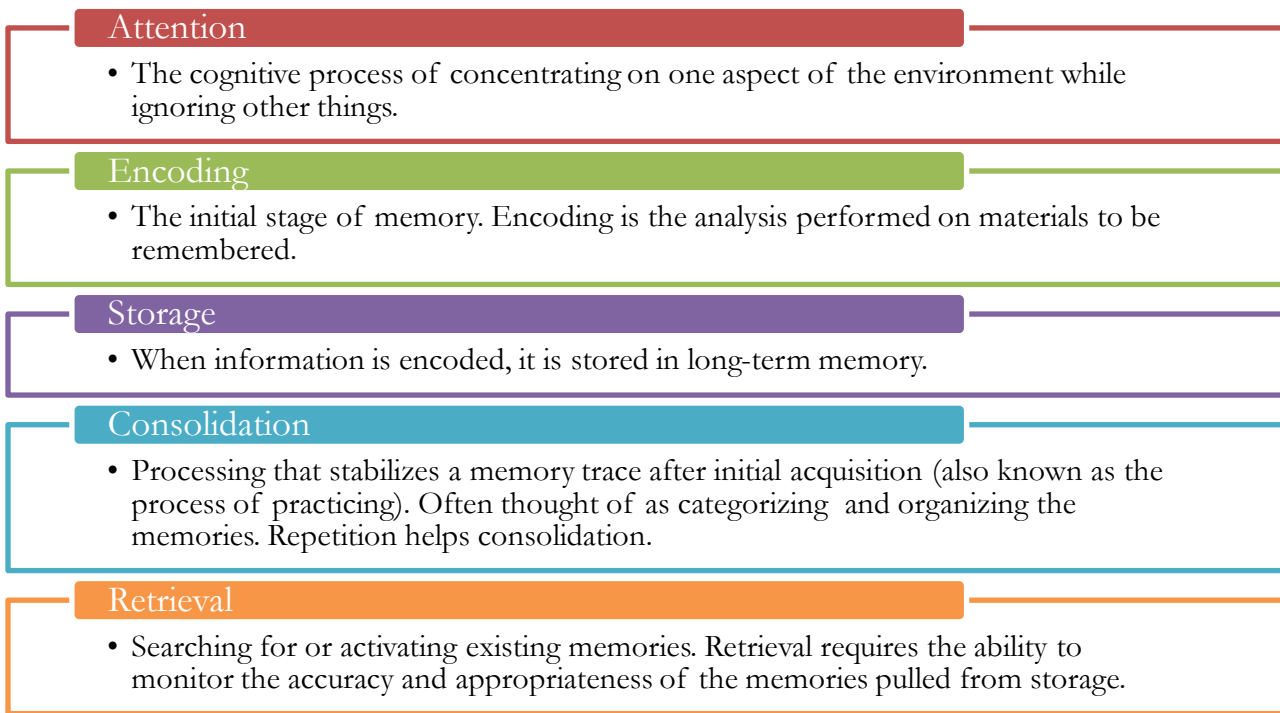 Attention
• The cognitive process of concentrating on one aspect of the environment while
ignoring other things.
Encoding
• The initial stage of memory. Encoding is the analysis performed on materials to be
remembered.
Storage
• When information is encoded, it is stored in long-term memory.
Consolidation
• Processing that stabilizes a memory trace after initial acquisition (also known as the
process of practicing). Often thought of as categizing and organizing the
memories. Repetition helps consolidation.
Retrieval
• Searching for or activating existing memories. Retrieval requires the ability to
monitor the accuracy and appropriateness of the memories pulled from storage.